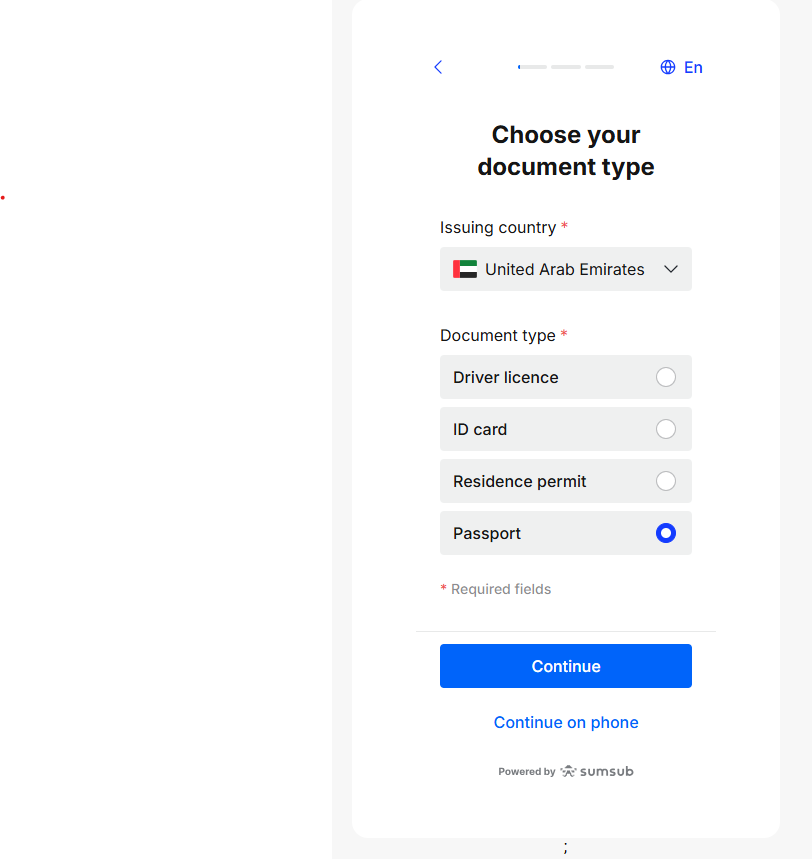 En
Choose your
document type
Issuing country *
United Arab Emirates
Document type *
Driver licence
ID card
Residence permit
Passport
* Required fields
Continue
Continue on phone
Powered by sumsub
;